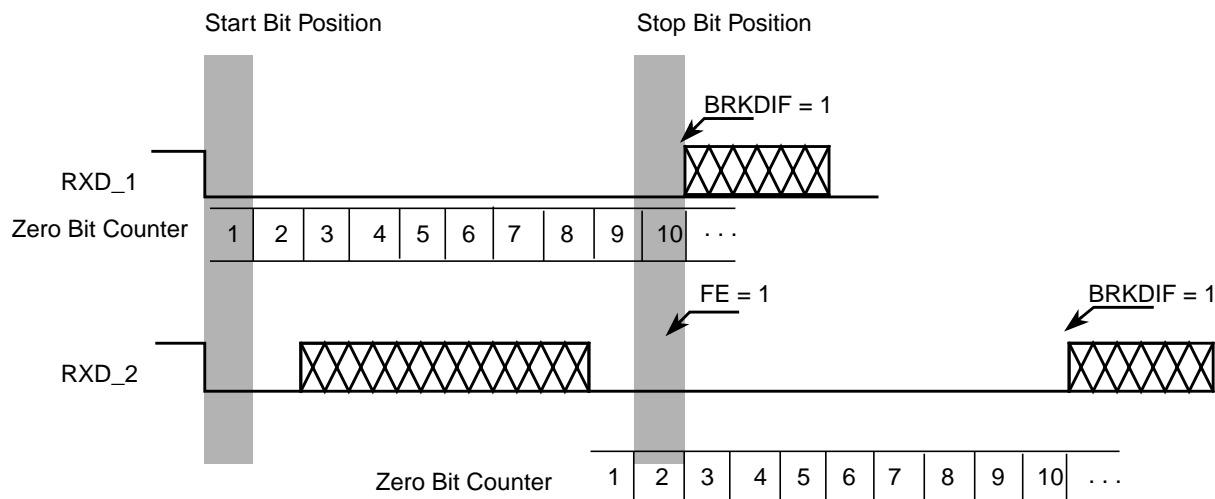 Start Bit Position
Stop Bit Position
BRKDIF = 1
RXD_1
Zero Bit Counter 1 2 3 4 5 6 7 8 9 10 . . .
FE = 1
BRKDIF = 1
RXD_2
Zero Bit Counter 1 2 3 4 5 6 7 8 9 10 . . .